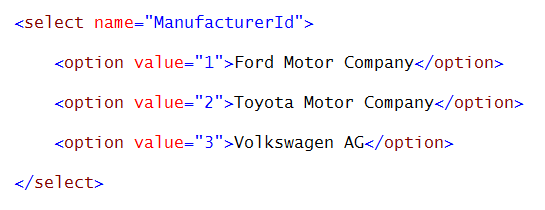 <select name="ManufacturerId">
<option value="1">Ford Motor Company</option>
<option value="2">Toyota Motor Company</option>
<option value="3">Volkswagen AG</option>
</select>